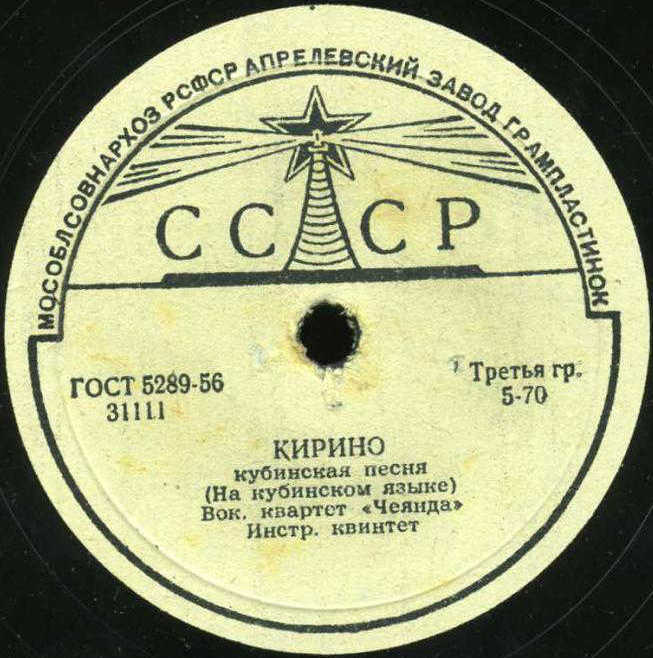 МОСОБЛСОВНАРХОЗ РСФСР АПРЕЛЕВСКИЙ ЗАВОД ГРАМПЛАСТИНОК
СССР
ГОСТ 5289-56
31111
Третья гр.
5-70
КИРИНО
кубинская песня
(На кубинском языке)
Вок. квартет «Чеянда»
Инстр. квинтет